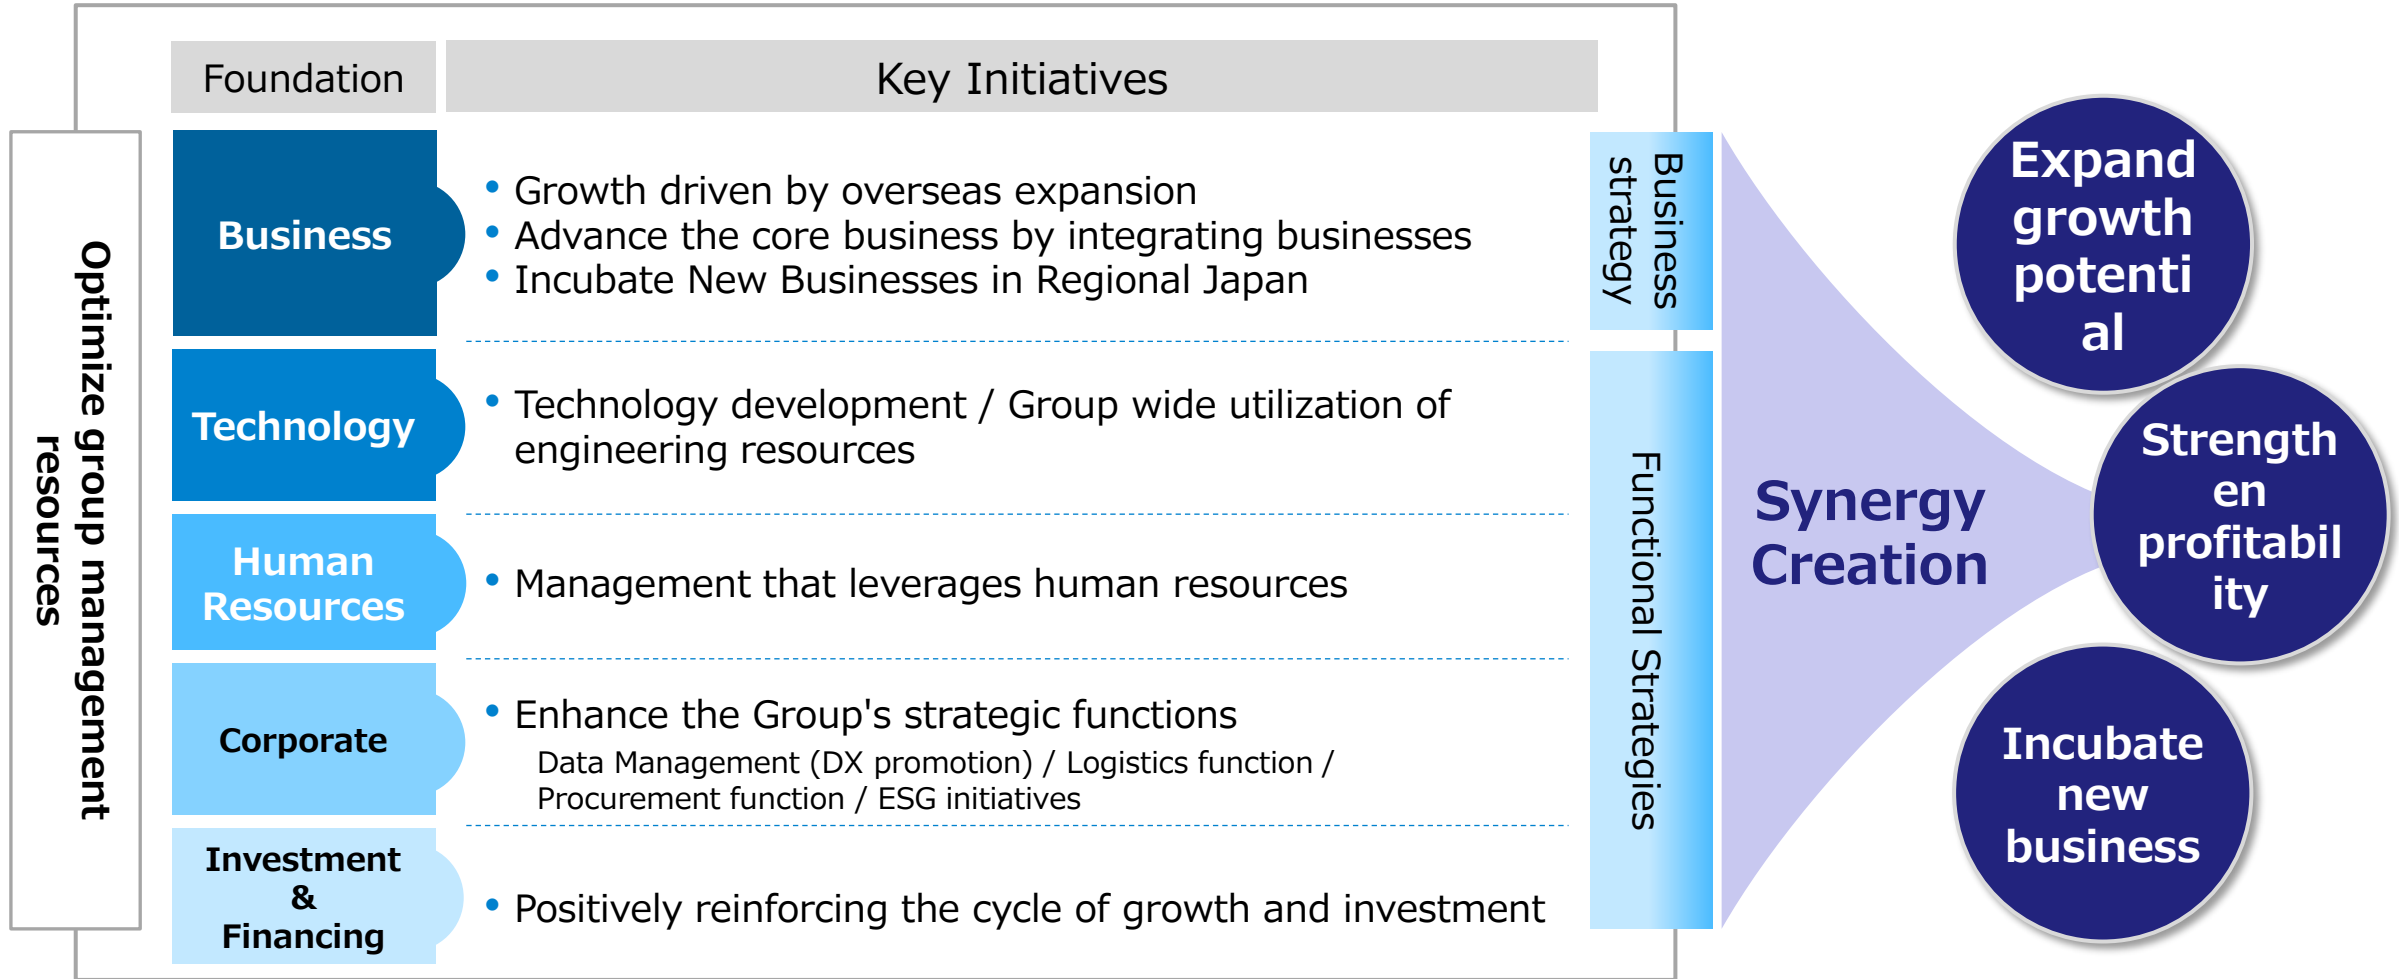 Foundation
Key Initiatives
Optimize group management
resources
Business
• Growth driven by overseas expansion
• Advance the core business by integrating businesses
• Incubate New Businesses in Regional Japan
Technology
• Technology development / Group wide utilization of
engineering resources
Human
Resources
• Management that leverages human resources
Corporate
• Enhance the Group's strategic functions
Data Management (DX promotion) / Logistics function /
Procurement function / ESG initiatives
Investment
&
Financing
• Positively reinforcing the cycle of growth and investment
Business
strategy
Functional Strategies
Synergy
Creation
Expand
growth
potenti
al
Strength
en
profitabil
ity
Incubate
new
business